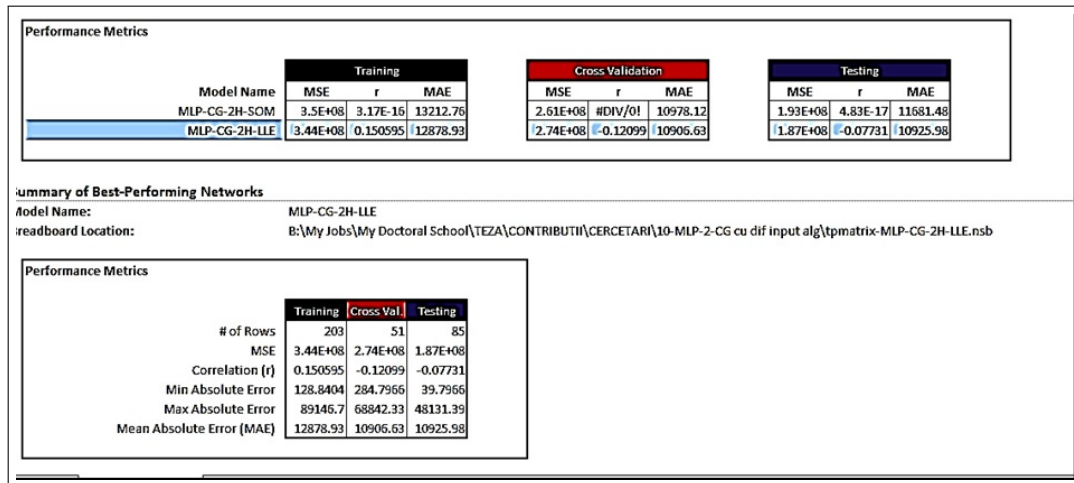 Performance Metrics
Training Cross Validation Testing
Model Name MSE r MAE MSE r MAE MSE r MAE
MLP-CG-2H-SOM 3.5E+08 3.17E-16 13212.76 2.61E+08 #DIV/0! 10978.12 1.93E+08 4.83E-17 11681.48
MLP-CG-2H-LLE 3.44E+08 0.150595 12878.93 2.74E+08 -0.12099 10906.63 1.87E+08 -0.07731 10925.98
ummary of Best-Performing Networks
Model Name: MLP-CG-2H-LLE
readboard Location: B:\My Jobs\My Doctoral School\TEZA\CONTRIBUTII\CERCETARI\10-MLP-2-CG cu dif input alg\tpmatrix-MLP-CG-2H-LLE.nsb
Performance Metrics
Training Cross Val. Testing
# of Rows 203 51 85
MSE 3.44E+08 2.74E+08 1.87E+08
Correlation (r) 0.150595 -0.12099 -0.07731
Min Absolute Error 128.8404 284.7966 39.7966
Max Absolute Error 89146.7 68842.33 48131.39
Mean Absolute Error (MAE) 12878.93 10906.63 10925.98